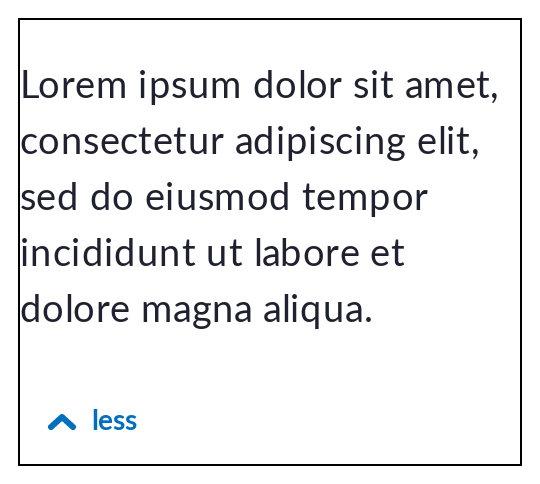 Lorem ipsum dolor sit amet,
consectetur adipiscing elit,
sed do eiusmod tempor
incididunt ut labore et
dolore magna aliqua.
less